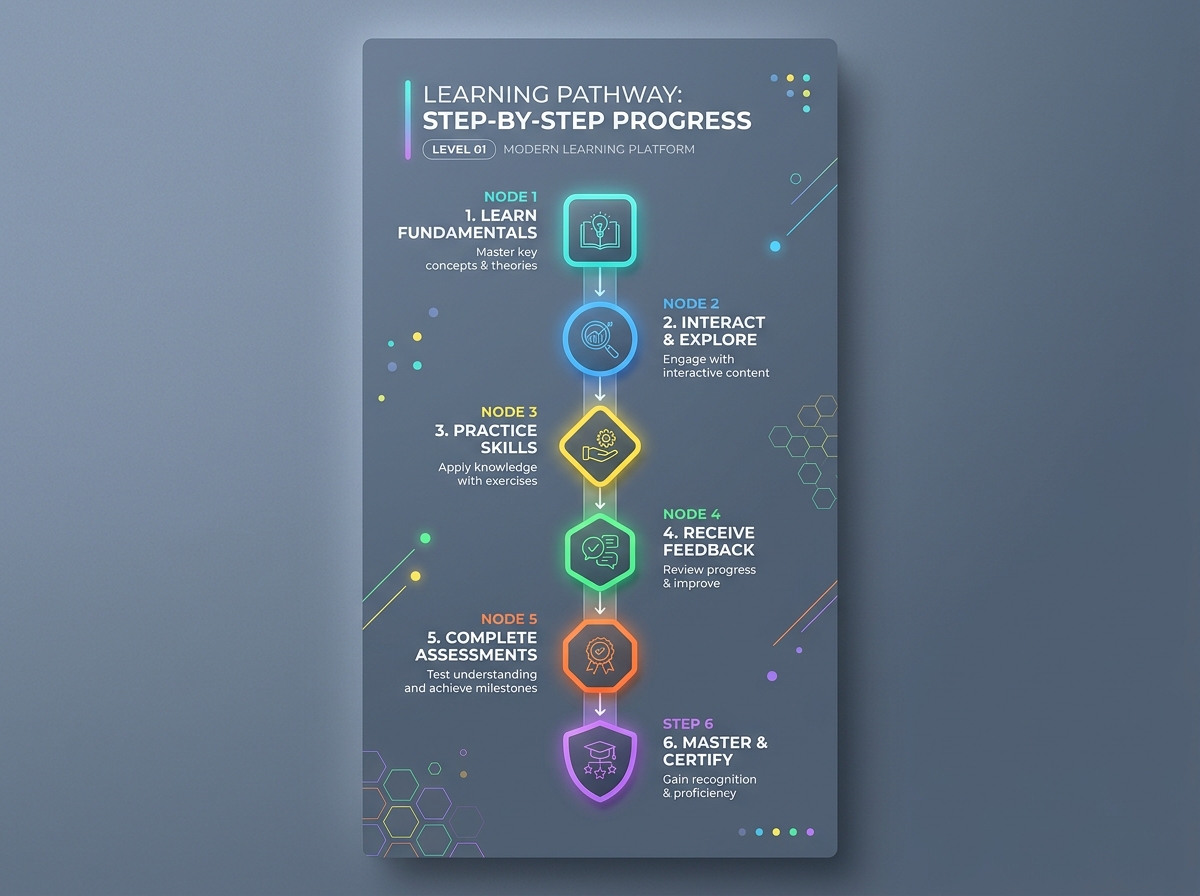 LEARNING PATHWAY:
STEP-BY-STEP PROGRESS
LEVEL 01 MODERN LEARNING PLATFORM
NODE 1
1. LEARN
FUNDAMENTALS
Master key
concepts & theories
NODE 2
2. INTERACT
& EXPLORE
Engage with
interactive content
NODE 3
3. PRACTICE
SKILLS
Apply knowledge
with exercises
NODE 4
4. RECEIVE
FEEDBACK
Review progress
& improve
NODE 5
5. COMPLETE
ASSESSMENTS
Test understanding
and achieve milestones
STEP 6
6. MASTER &
CERTIFY
Gain recognition
& proficiency